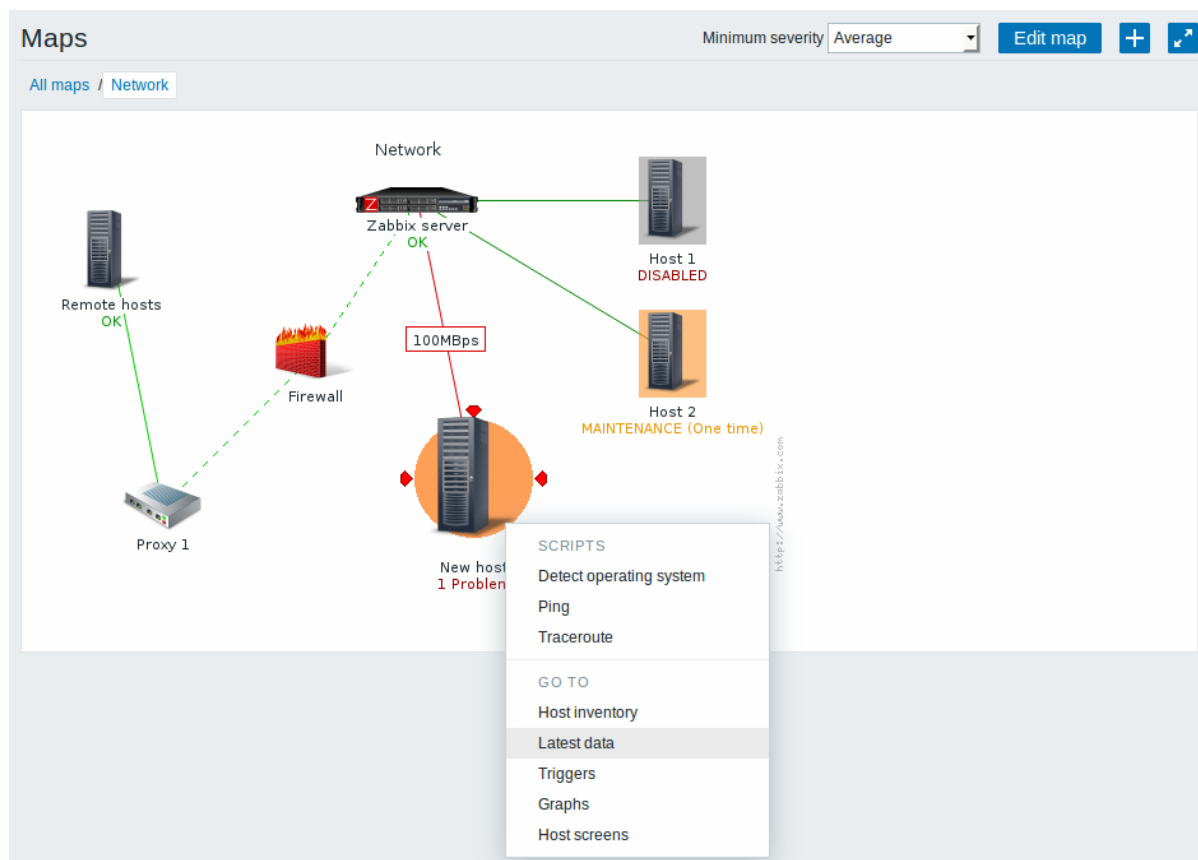 Maps
Minimum severity Average
Edit map
All maps / Network
Network
Zabbix server
OK
Host 1
DISABLED
Remote hosts
OK
100MBps
Firewall
Host 2
MAINTENANCE (One time)
http://www.zabbix.com
Proxy 1
New host
1 Problem
SCRIPTS
Detect operating system
Ping
Traceroute
GO TO
Host inventory
Latest data
Triggers
Graphs
Host screens